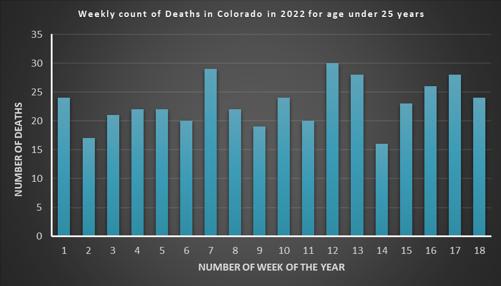 Weekly count of Deaths in Colorado in 2022 for age under 25 years
NUMBER OF DEATHS
35
30
25
20
15
10
5
0
1 2 3 4 5 6 7 8 9 10 11 12 13 14 15 16 17 18
NUMBER OF WEEK OF THE YEAR